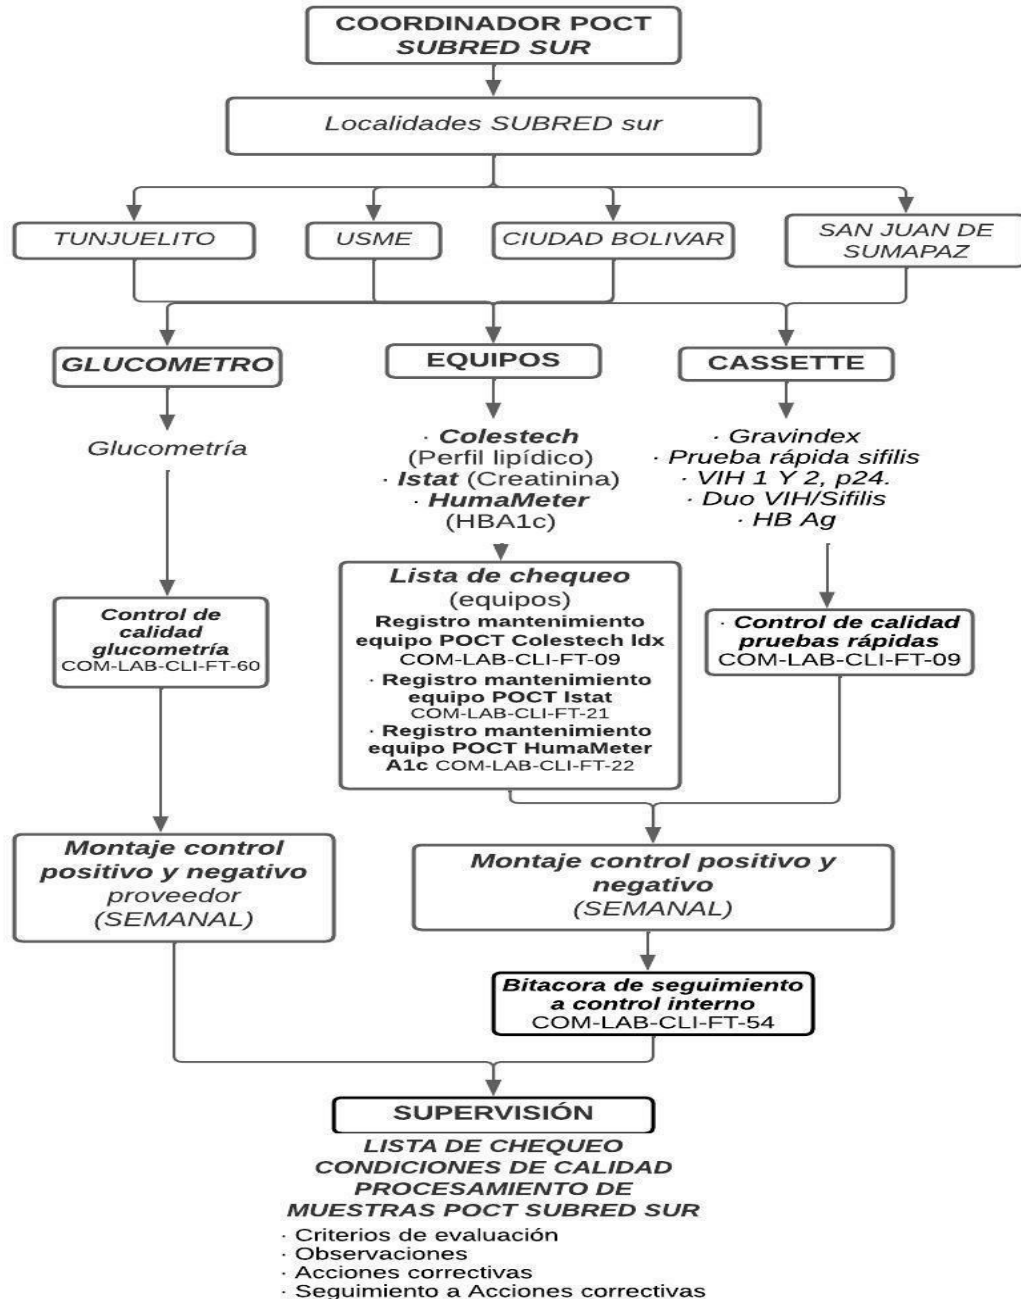 COORDINADOR POCT
SUBRED SUR
Localidades SUBRED sur
TUNJUELITO
USME
CIUDAD BOLIVAR
SAN JUAN DE
SUMAPAZ
GLUCOMETRO
EQUIPOS
CASSETTE
Glucometría
· Colestech
(Perfil lipídico)
· Istat (Creatinina)
· HumaMeter
(HBA1c)
· Gravindex
· Prueba rápida sifilis
· VIH 1 Y 2, p24.
· Duo VIH/Sifilis
· HB Ag
Control de
calidad
glucometría
COM-LAB-CLI-FT-60
Lista de chequeo
(equipos)
Registro mantenimiento
equipo POCT Colestech ldx
COM-LAB-CLI-FT-09
· Registro mantenimiento
equipo POCT Istat
COM-LAB-CLI-FT-21
· Registro mantenimiento
equipo POCT HumaMeter
A1c COM-LAB-CLI-FT-22
· Control de calidad
pruebas rápidas
COM-LAB-CLI-FT-09
Montaje control
positivo y negativo
proveedor
(SEMANAL)
Montaje control positivo y
negativo
(SEMANAL)
Bitacora de seguimiento
a control interno
COM-LAB-CLI-FT-54
SUPERVISIÓN
LISTA DE CHEQUEO
CONDICIONES DE CALIDAD
PROCESAMIENTO DE
MUESTRAS POCT SUBRED SUR
· Criterios de evaluación
· Observaciones
· Acciones correctivas
· Seguimiento a Acciones correctivas